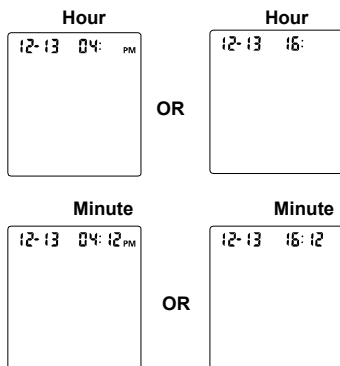 Hour Hour
12-13 04: PM 12-13 16:
OR
Minute Minute
12-13 04:12 PM 12-13 16:12
OR